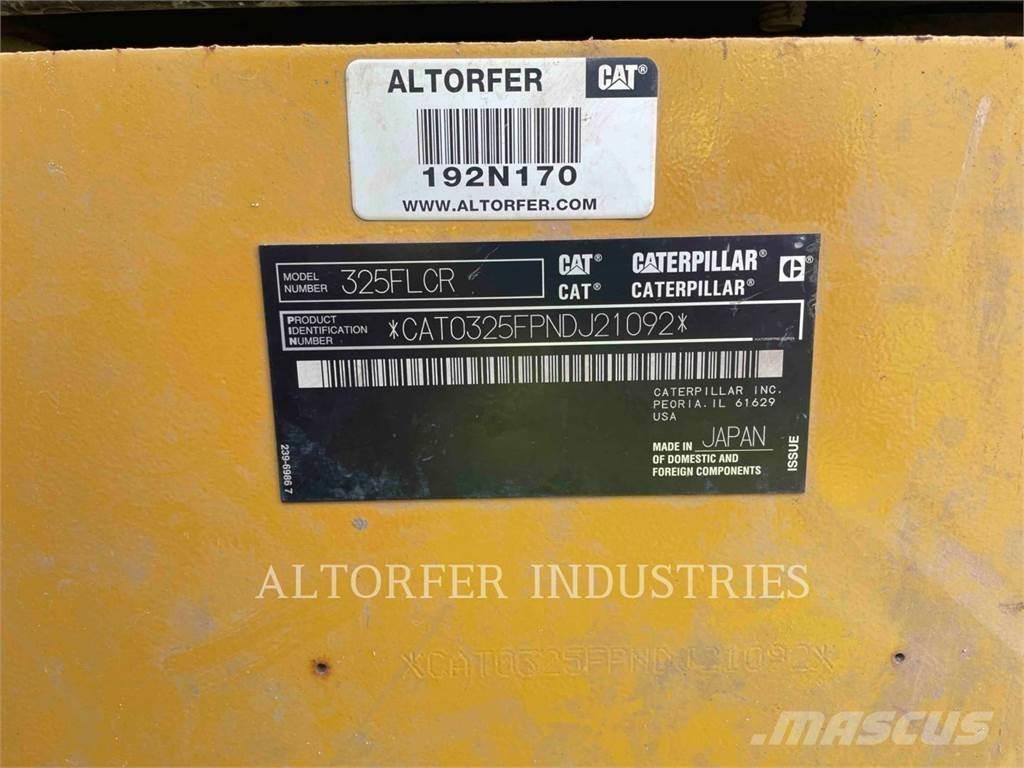 ALTORFER CAT®
192N170
WWW.ALTORFER.COM
MODEL NUMBER 325FLCR
CAT® CATERPILLAR®
CAT® CATERPILLAR®
PRODUCT IDENTIFICATION NUMBER *CAT0325FPNDJ21092*
CATERPILLAR INC.
PEORIA, IL 61629
USA
MADE IN JAPAN
OF DOMESTIC AND
FOREIGN COMPONENTS
ISSUE
239-6986 7
ALTORFER INDUSTRIES
*CAT0325FPNDJ21092*
MASCUS